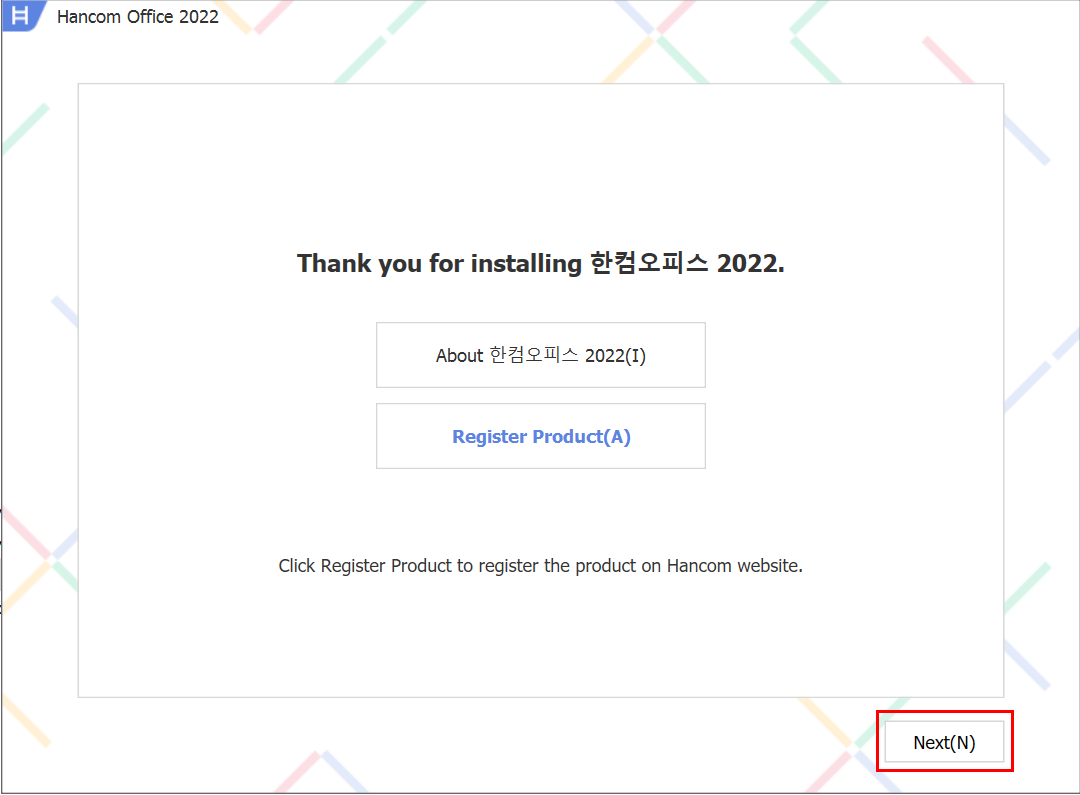 Hancom Office 2022
Thank you for installing 한컴오피스 2022.
About 한컴오피스 2022(I)
Register Product(A)
Click Register Product to register the product on Hancom website.
Next(N)